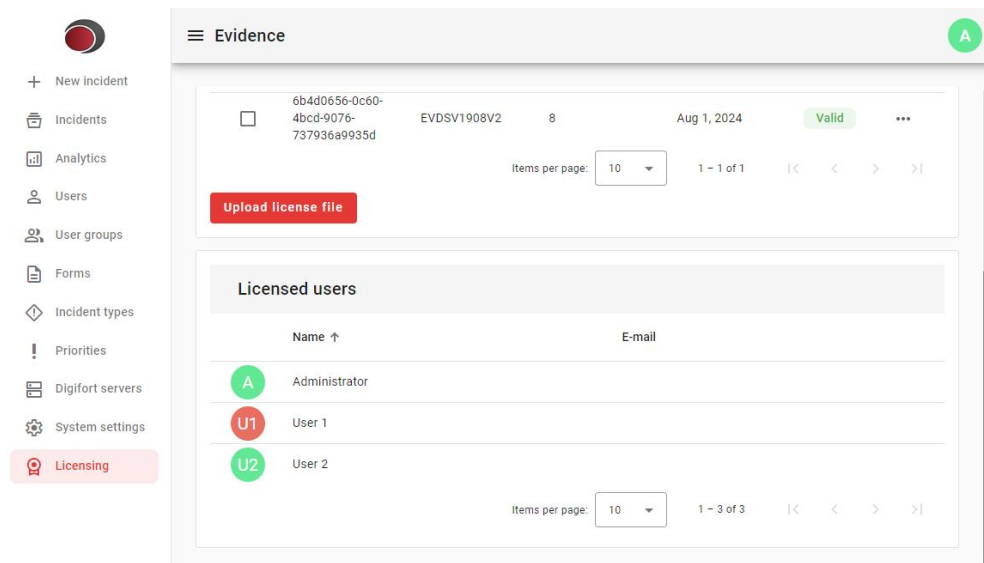 Evidence
A
New incident
Incidents
Analytics
Users
User groups
Forms
Incident types
Priorities
Digifort servers
System settings
Licensing
6b4d0656-0c60-
4bcd-9076-
737936a9935d
EVDSV1908V2 8 Aug 1, 2024 Valid
Items per page: 10 1 – 1 of 1
Upload license file
Licensed users
Name E-mail
A Administrator
U1 User 1
U2 User 2
Items per page: 10 1 – 3 of 3